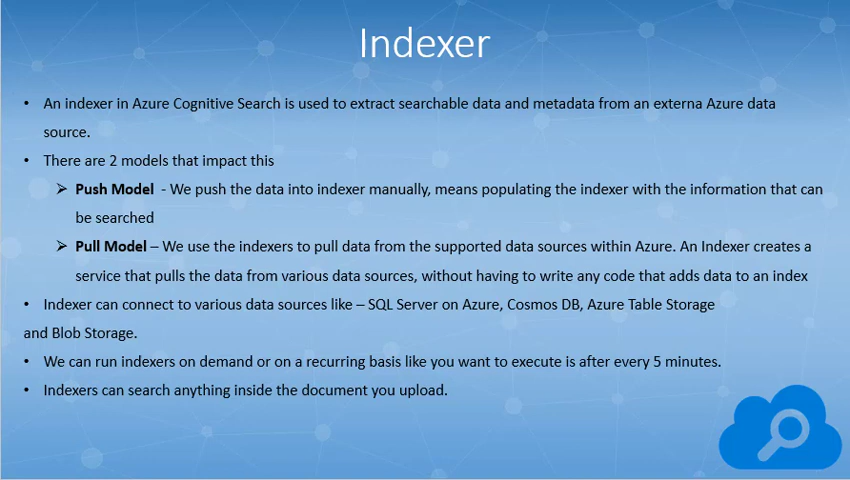 Indexer
• An indexer in Azure Cognitive Search is used to extract searchable data and metadata from an externa Azure data
source.
• There are 2 models that impact this
➢ Push Model - We push the data into indexer manually, means populating the indexer with the information that can
be searched
➢ Pull Model – We use the indexers to pull data from the supported data sources within Azure. An Indexer creates a
service that pulls the data from various data sources, without having to write any code that adds data to an index
• Indexer can connect to various data sources like – SQL Server on Azure, Cosmos DB, Azure Table Storage
and Blob Storage.
• We can run indexers on demand or on a recurring basis like you want to execute is after every 5 minutes.
• Indexers can search anything inside the document you upload.